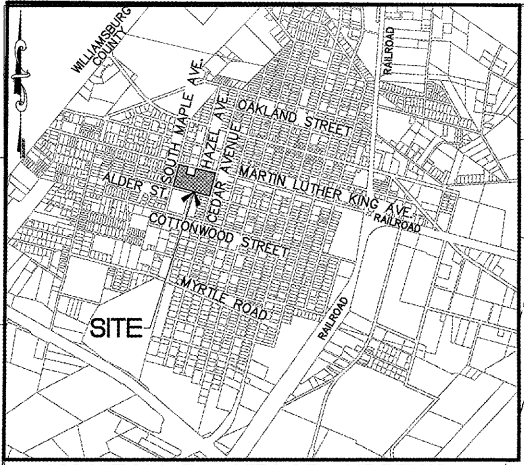 WILLIAMSBURG
COUNTY
RAILROAD
SOUTH MAPLE AVE.
HAZEL AVE.
CEDAR AVENUE
OAKLAND STREET
ALDER ST.
MARTIN LUTHER KING AVE.
RAILROAD
COTTONWOOD STREET
MYRTLE ROAD
SITE
RAILROAD